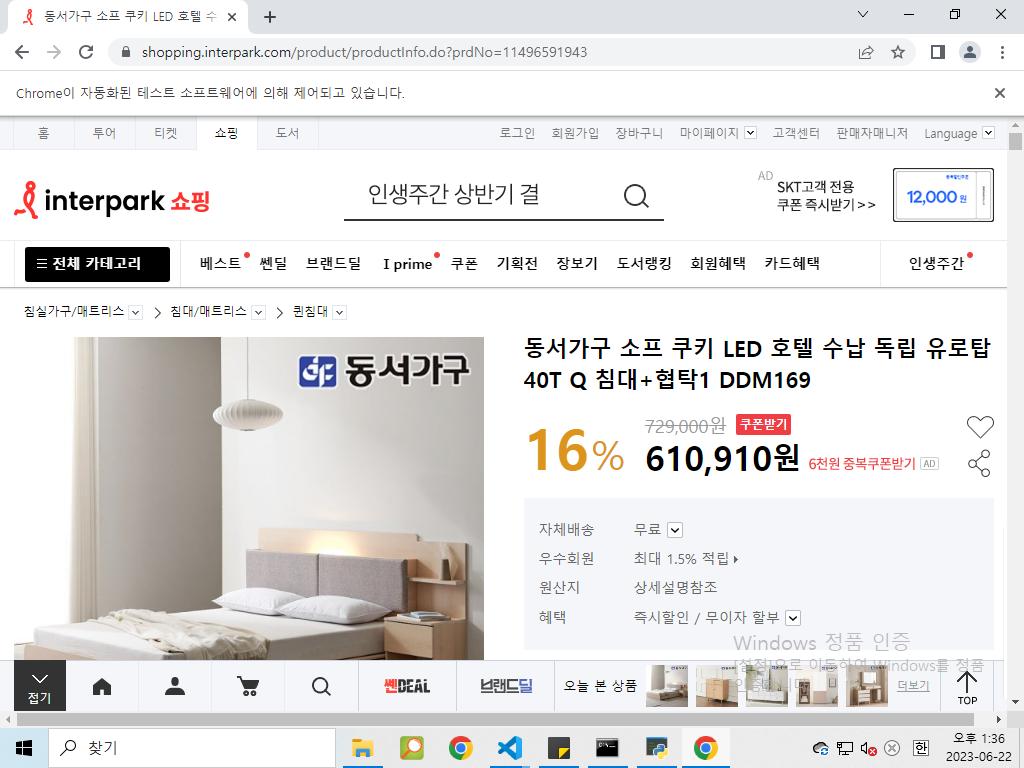 동서가구 소프 쿠키 LED 호텔 수
shopping.interpark.com/product/productInfo.do?prdNo=11496591943
Chrome이 자동화된 테스트 소프트웨어에 의해 제어되고 있습니다.
홈 투어 티켓 쇼핑 도서 로그인 회원가입 장바구니 마이페이지 고객센터 판매자매니저 Language
interpark 쇼핑
인생주간 상반기 결
AD SKT고객 전용
쿠폰 즉시받기>>
12,000원
전체 카테고리 베스트 쎈딜 브랜드딜 I prime 쿠폰 기획전 장보기 도서랭킹 회원혜택 카드혜택 인생주간
침실가구/매트리스 > 침대/매트리스 > 퀸침대
동서가구
동서가구 소프 쿠키 LED 호텔 수납 독립 유로탑
40T Q 침대+협탁1 DDM169
729,000원 쿠폰받기
16% 610,910원 6천원 중복쿠폰받기 AD
자체배송 무료
우수회원 최대 1.5% 적립
원산지 상세설명참조
혜택 즉시할인 / 무이자 할부
Windows 정품 인증
[설정]으로 이동하여 Windows를 정품
접기
쎈DEAL
브랜드딜
오늘 본 상품
더보기
TOP
찾기
한
오후 1:36
2023-06-22